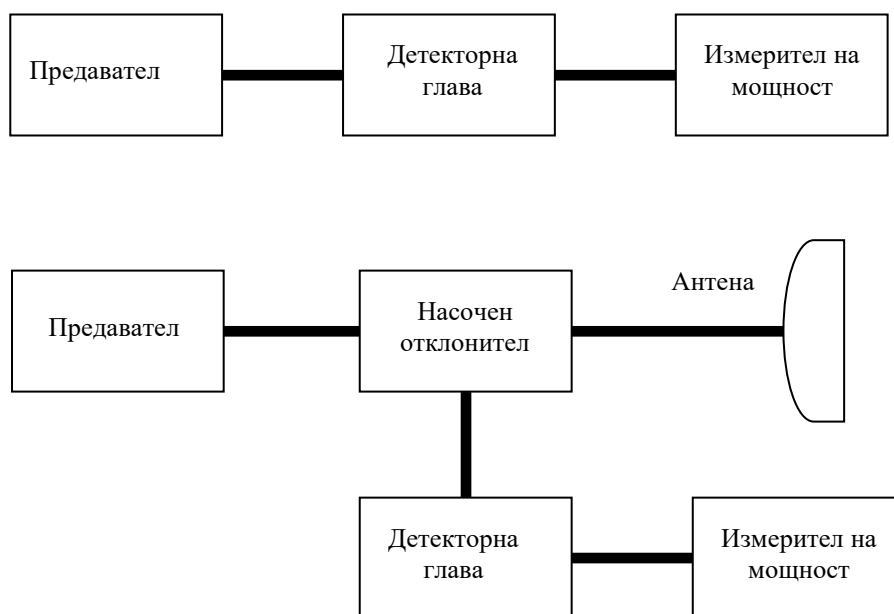 Предавател
Детекторна
глава
Измерител на
мощност
Антена
Предавател
Насочен
отклонител
Детекторна
глава
Измерител на
мощност